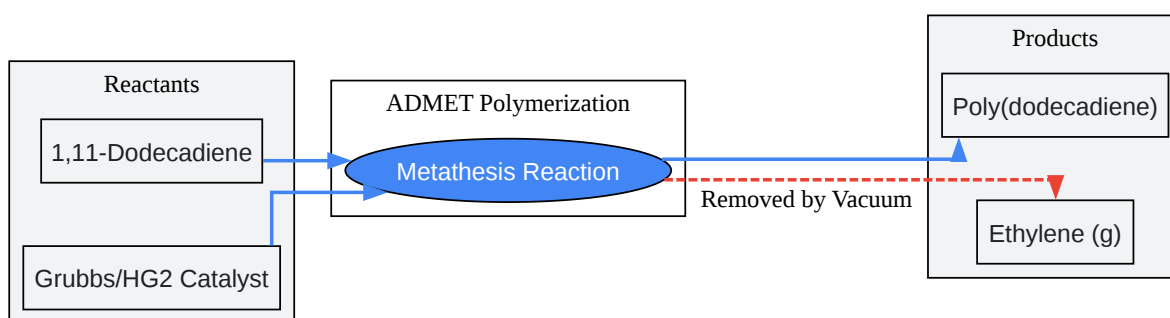 Reactants
1,11-Dodecadiene
Grubbs/HG2 Catalyst
ADMET Polymerization
Metathesis Reaction
Removed by Vacuum
Products
Poly(dodecadiene)
Ethylene (g)